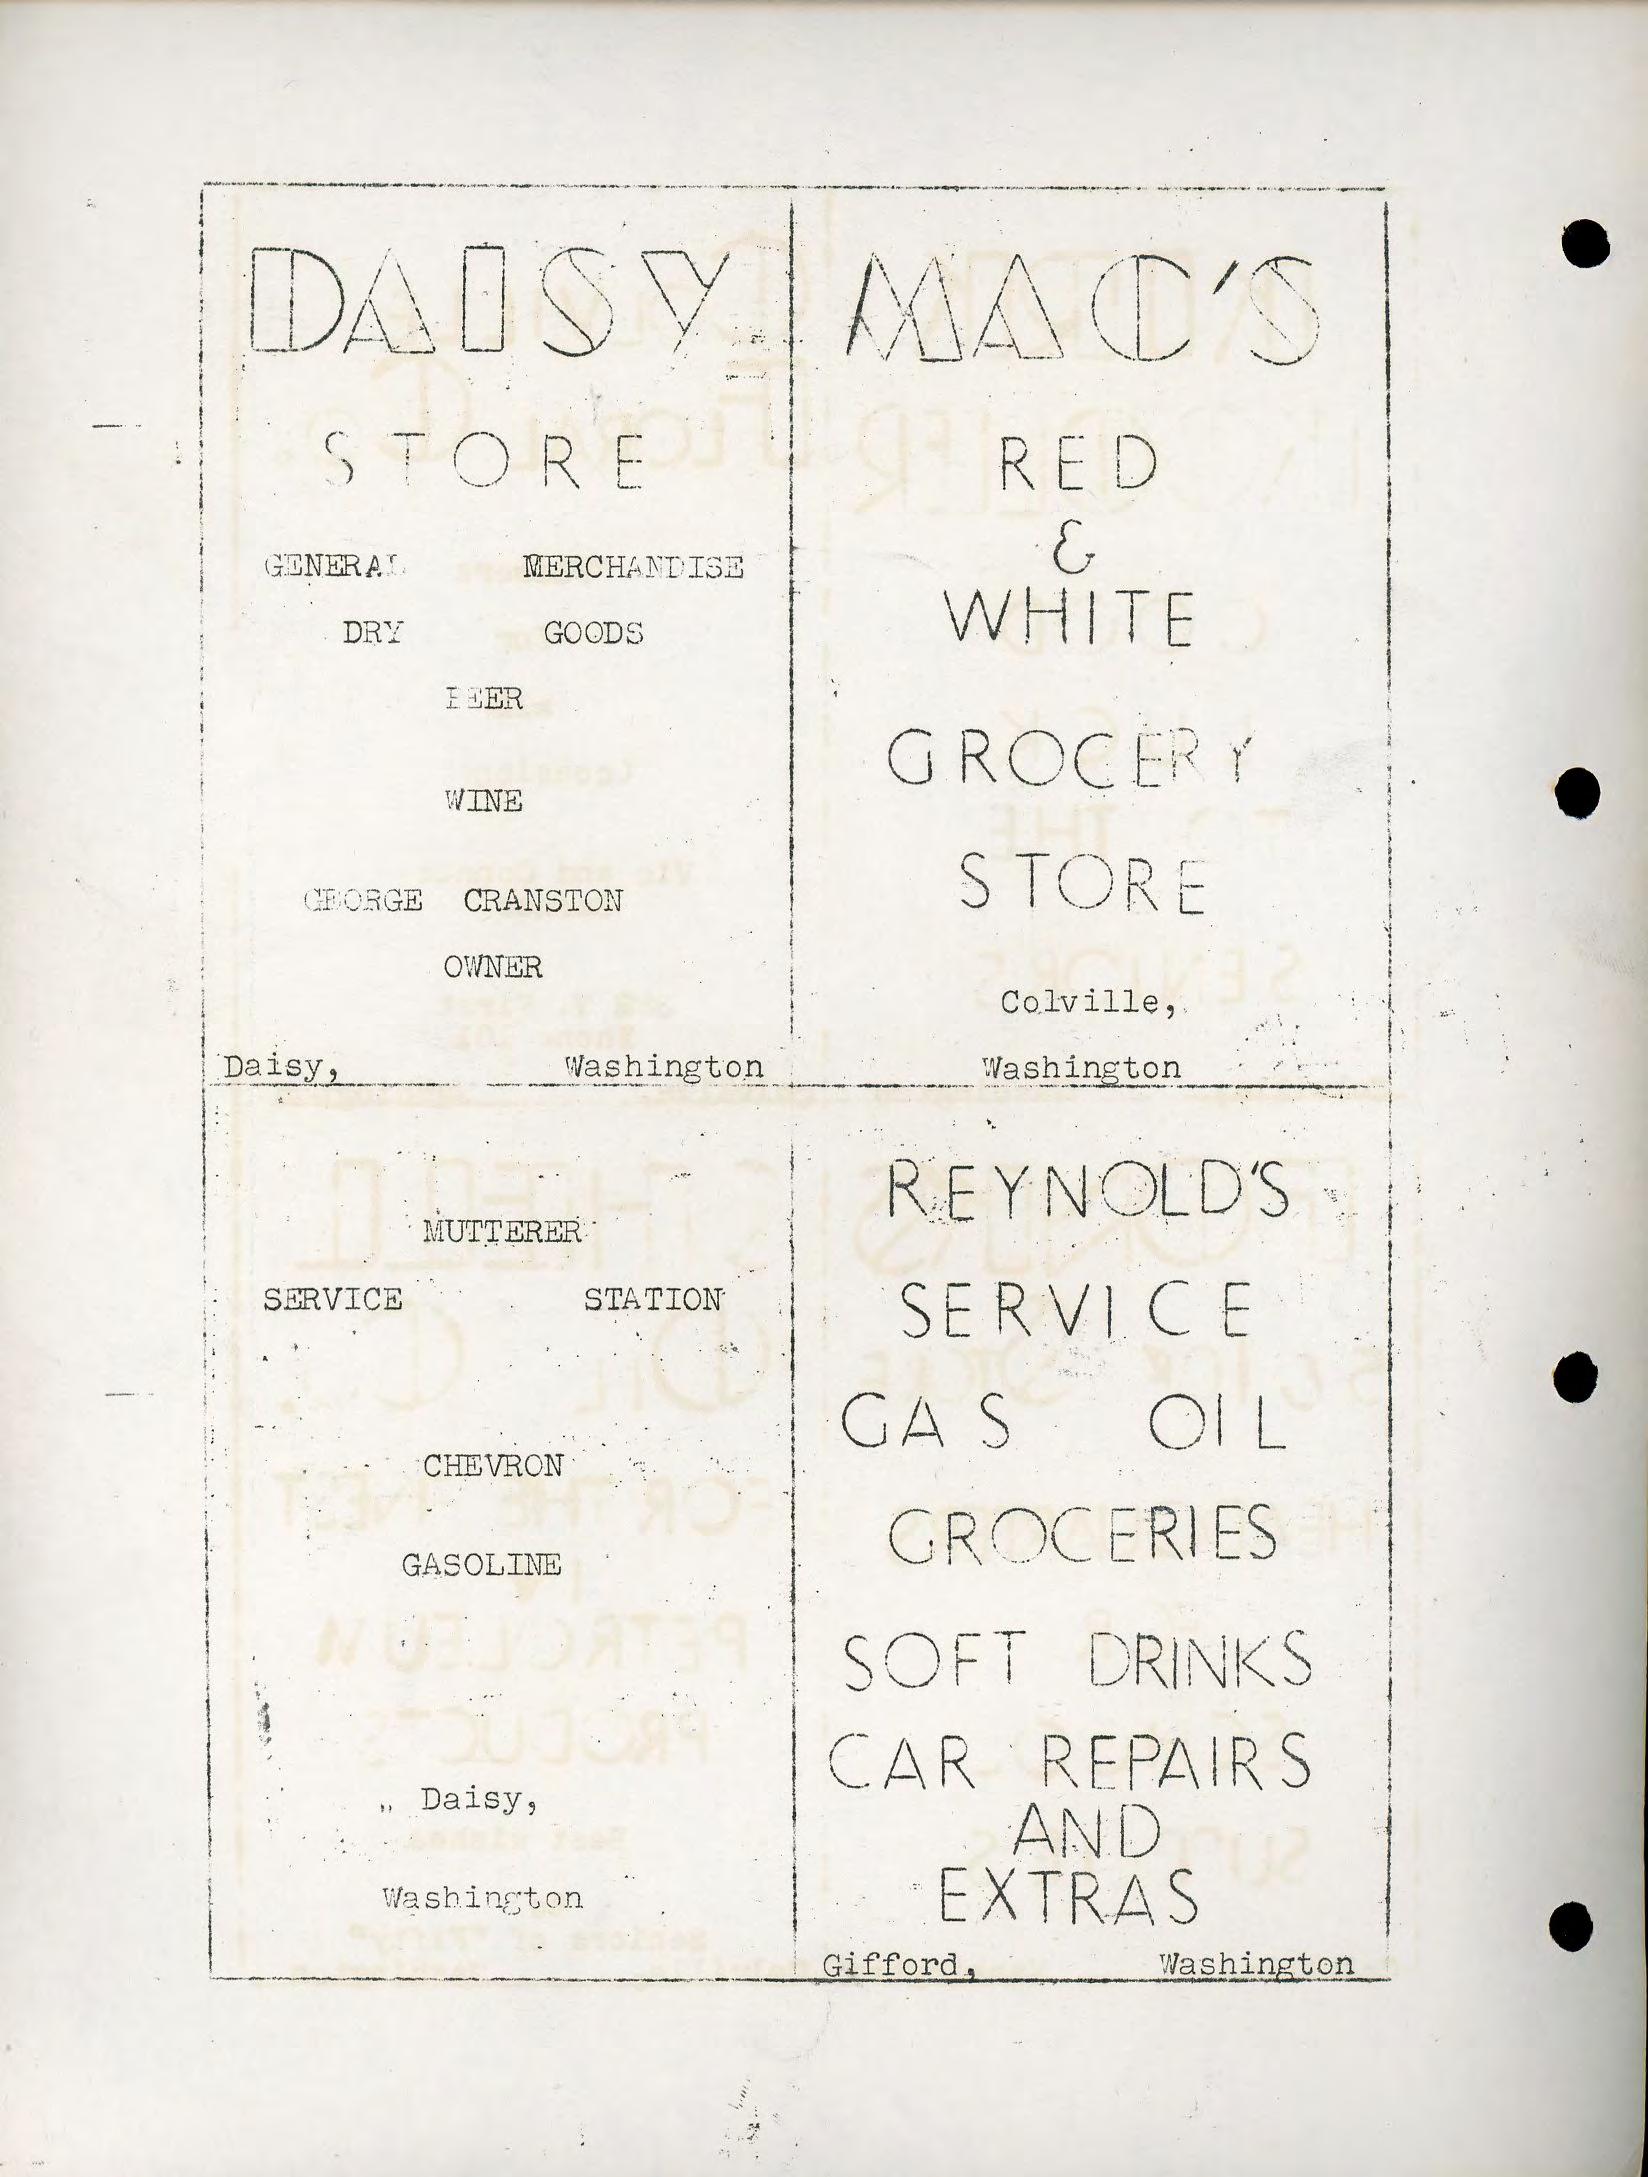 DAISY
STORE
GENERAL MERCHANDISE
DRY GOODS
BEER
WINE
GEORGE CRANSTON
OWNER
Daisy, Washington
MAC'S
RED
&
WHITE
GROCERY
STORE
Colville,
Washington
MUTTERER
SERVICE STATION
CHEVRON
GASOLINE
Daisy,
Washington
REYNOLD'S
SERVICE
GAS OIL
GROCERIES
SOFT DRINKS
CAR REPAIRS
AND
EXTRAS
Gifford, Washington